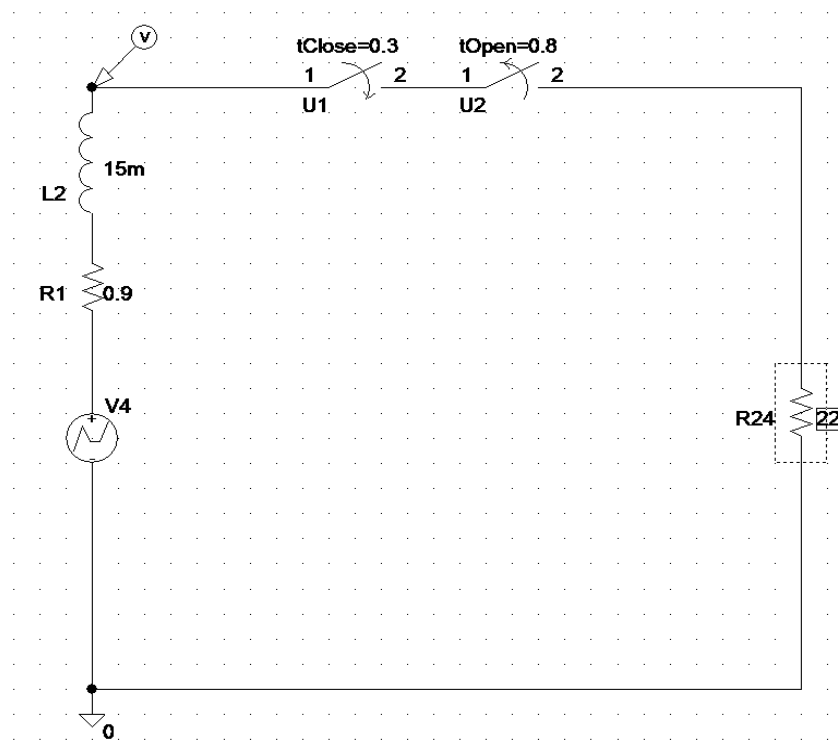 V
tClose=0.3
tOpen=0.8
1
2
1
2
U1
U2
15m
L2
R1
0.9
V4
+
-
R24
22
0